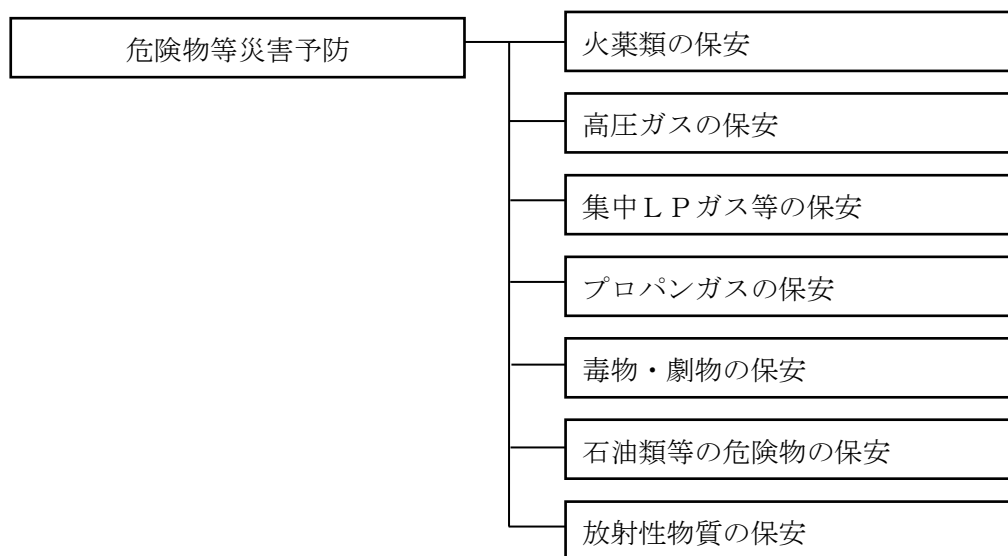 危険物等災害予防
火薬類の保安
高圧ガスの保安
集中ＬＰガス等の保安
プロパンガスの保安
毒物・劇物の保安
石油類等の危険物の保安
放射性物質の保安